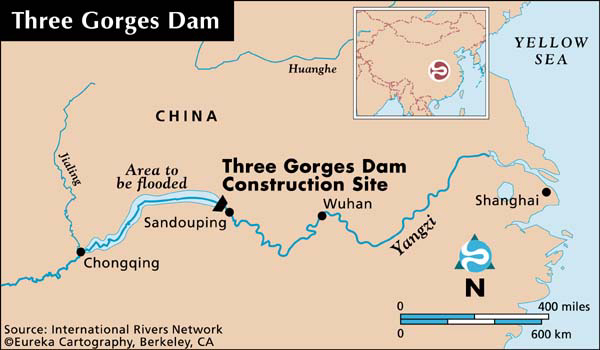 Three Gorges Dam
YELLOW
SEA
Huanghe
CHINA
Jialing
Area to
be flooded
Three Gorges Dam
Construction Site
Sandouping
Wuhan
Shanghai
Yangzi
Chongqing
N
0 400 miles
0 600 km
Source: International Rivers Network
©Eureka Cartography, Berkeley, CA